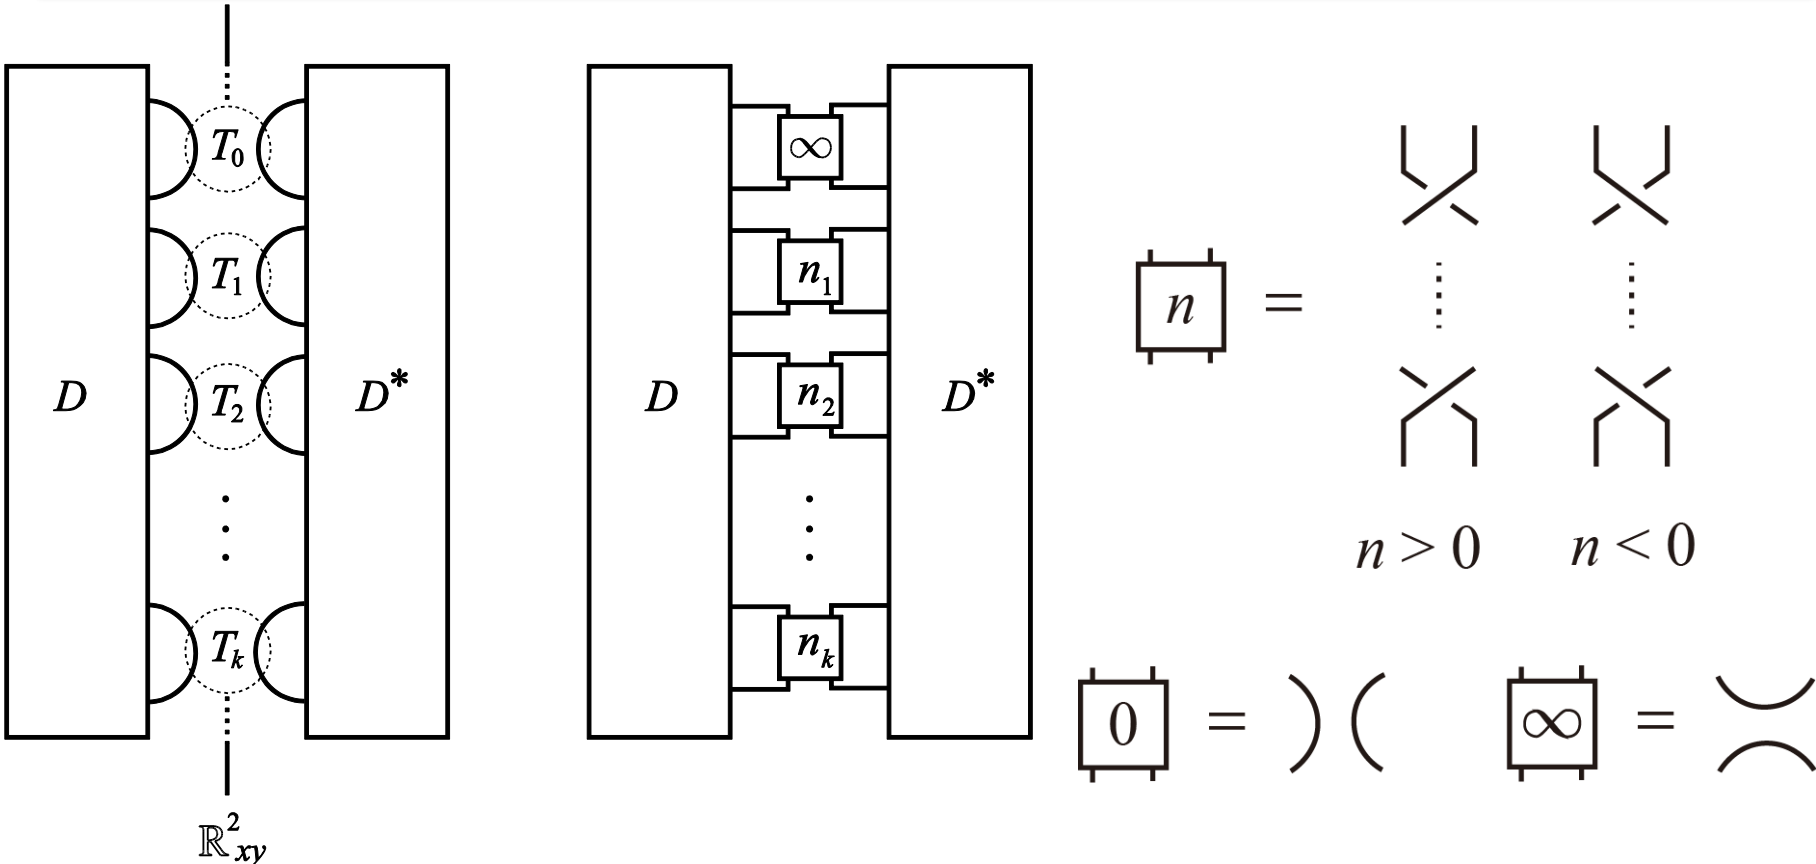 D
T₀
T₁
T₂
Tₖ
D*
ℝ²xy
D
∞
n₁
n₂
nₖ
D*
n =
n > 0
n < 0
0 =
∞ =